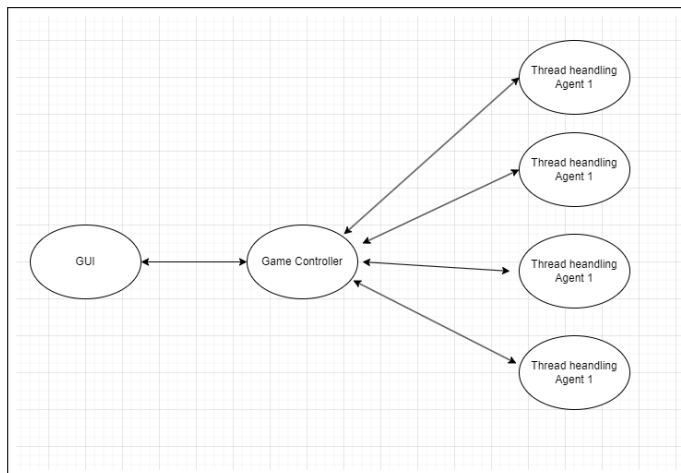 Thread heandling
Agent 1
Thread heandling
Agent 1
GUI
Game Controller
Thread heandling
Agent 1
Thread heandling
Agent 1